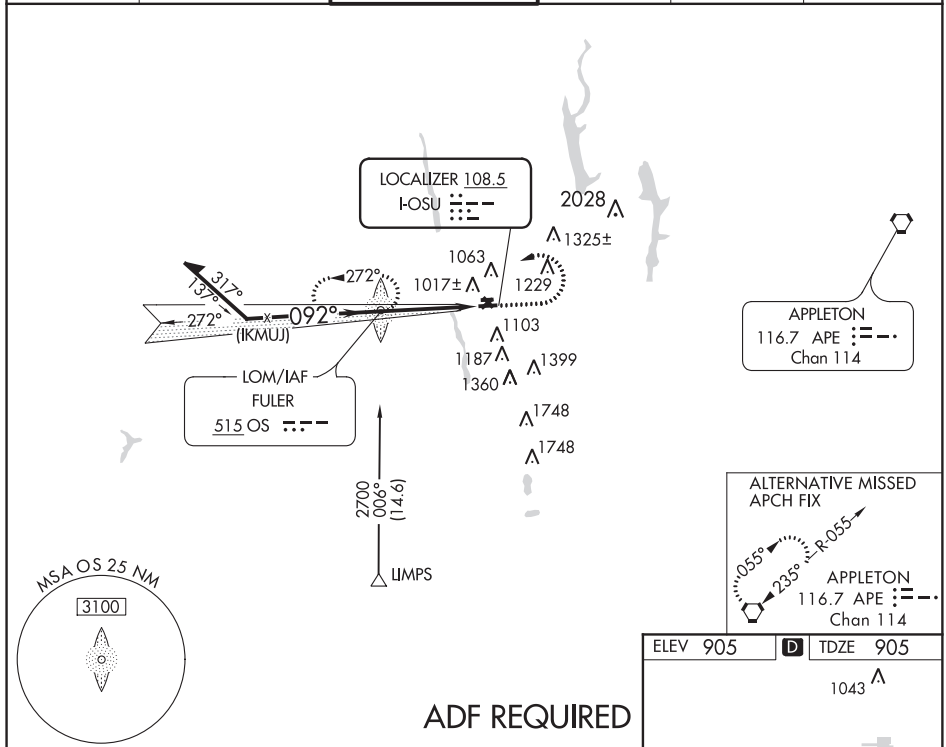 LOCALIZER 108.5
I-OSU
2028
1325±
1063
1017±
1229
272°
317°
137°
272°
092°
(IKMUJ)
1103
1187
1399
1360
1748
1748
APPLETON
116.7 APE
Chan 114
LOM/IAF
FULER
515 OS
2700
006°
(14.6)
LIMPS
MSA OS 25 NM
3100
ALTERNATIVE MISSED
APCH FIX
055°
235°
R-055
APPLETON
116.7 APE
Chan 114
ELEV 905 D TDZE 905
1043
ADF REQUIRED